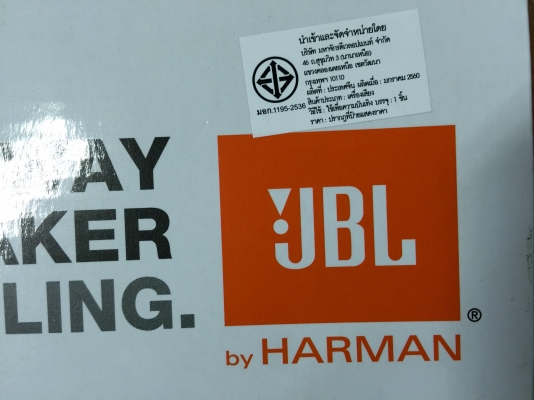 นำเข้าและจัดจำหน่ายโดย
บริษัท มหาจักรดีเวลอปเมนท์ จำกัด
46 ถ.สุขุมวิท 3 (นานาเหนือ)
แขวงคลองเตยเหนือ เขตวัฒนา
กรุงเทพฯ 10110
ผลิตที่ : ประเทศจีน ผลิตเมื่อ : มกราคม 2560
สินค้าประเภท : เครื่องเสียง
วิธีใช้ : ใช้เพื่อความบันเทิง บรรจุ : 1 ชิ้น
ราคา : ปรากฏที่ป้ายแสดงราคา
มอก.1195-2536
WAY
AKER
LING.
JBL
®
by HARMAN